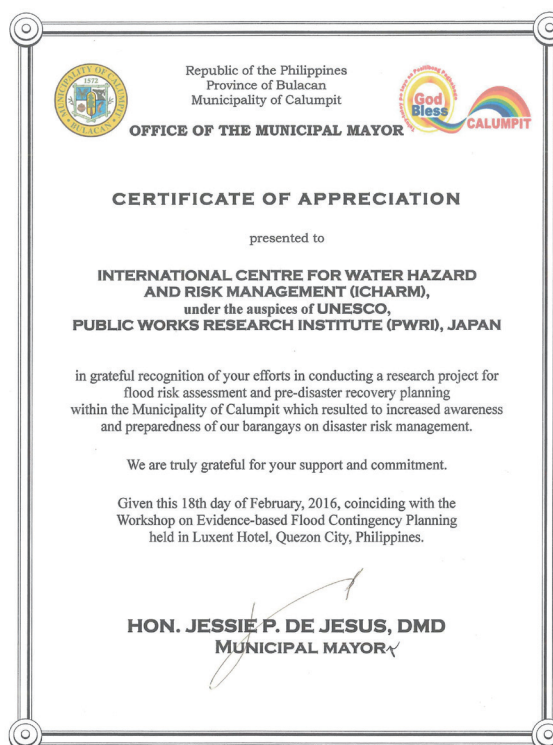 MUNICIPALITY OF CALUMPIT
1572
BULACAN
Republic of the Philippines
Province of Bulacan
Municipality of Calumpit
OFFICE OF THE MUNICIPAL MAYOR
God
Bless
CALUMPIT
CERTIFICATE OF APPRECIATION
presented to
INTERNATIONAL CENTRE FOR WATER HAZARD
AND RISK MANAGEMENT (ICHARM),
under the auspices of UNESCO,
PUBLIC WORKS RESEARCH INSTITUTE (PWRI), JAPAN
in grateful recognition of your efforts in conducting a research project for
flood risk assessment and pre-disaster recovery planning
within the Municipality of Calumpit which resulted to increased awareness
and preparedness of our barangays on disaster risk management.
We are truly grateful for your support and commitment.
Given this 18th day of February, 2016, coinciding with the
Workshop on Evidence-based Flood Contingency Planning
held in Luxent Hotel, Quezon City, Philippines.
HON. JESSIE P. DE JESUS, DMD
MUNICIPAL MAYOR